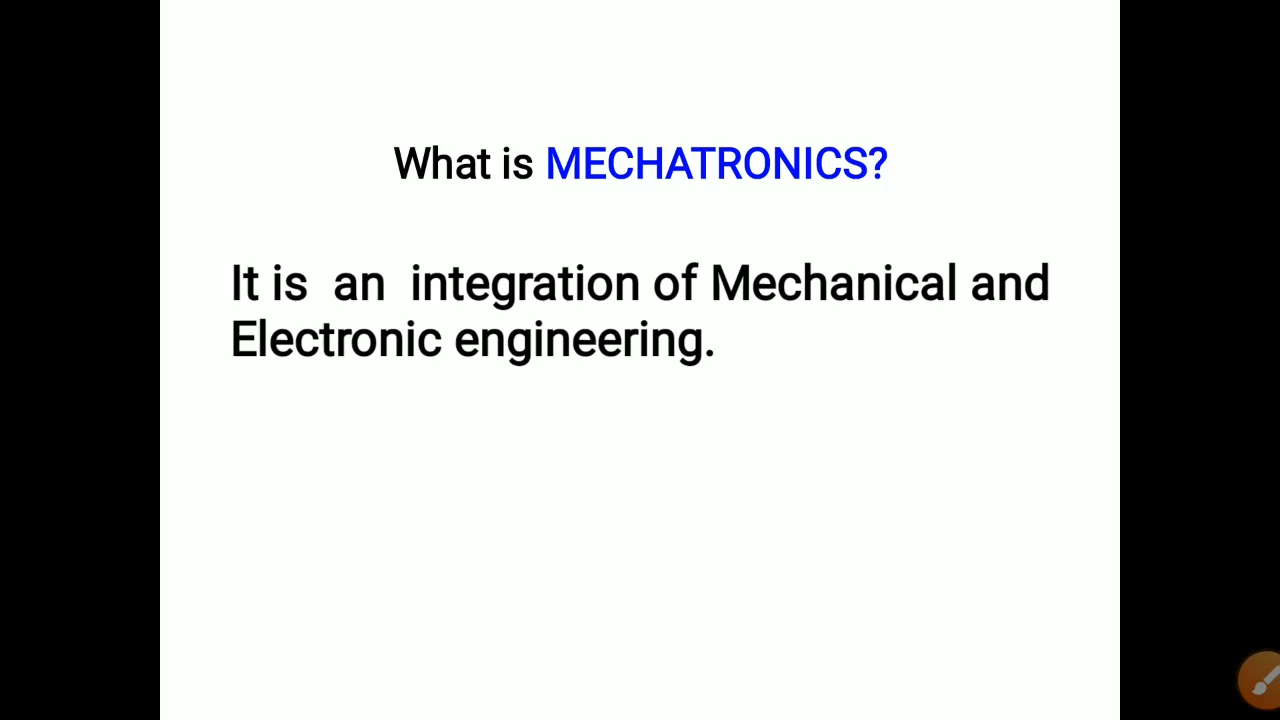 What is MECHATRONICS?
It is  an  integration of Mechanical and
Electronic engineering.